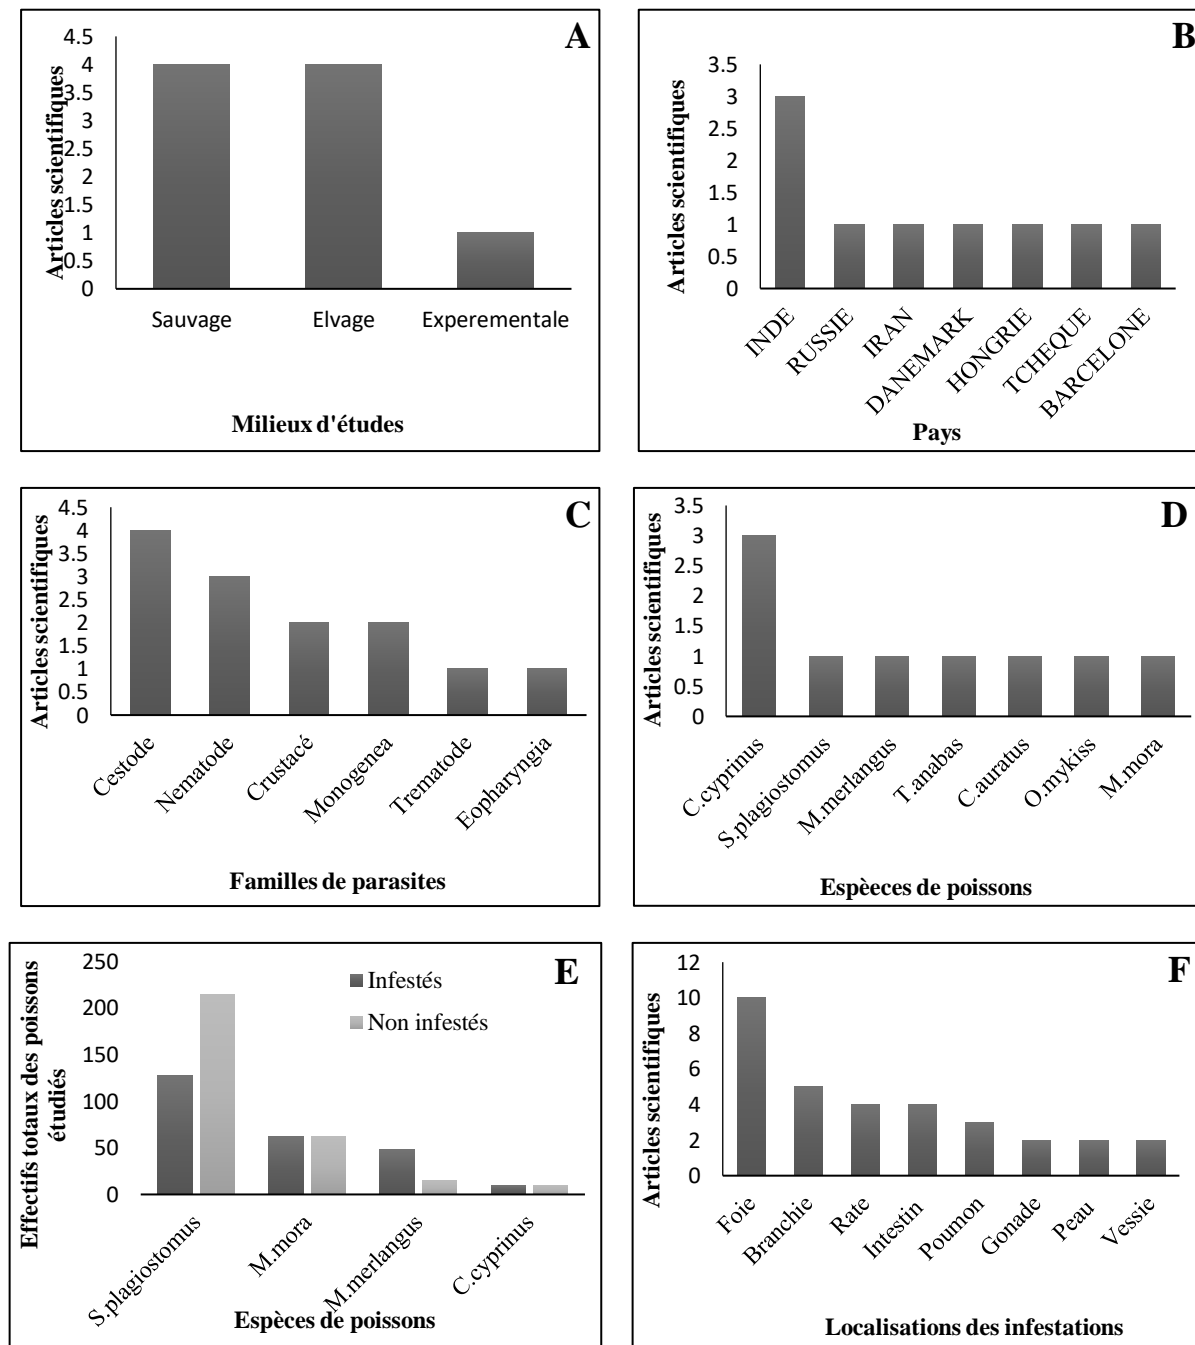 A
Articles scientifiques
4.5
4
3.5
3
2.5
2
1.5
1
0.5
0
Sauvage Elvage Experementale
Milieux d'études
B
Articles scientifiques
3.5
3
2.5
2
1.5
1
0.5
0
INDE
RUSSIE
IRAN
DANEMARK
HONGRIE
TCHEQUE
BARCELONE
Pays
C
Articles scientifiques
4.5
4
3.5
3
2.5
2
1.5
1
0.5
0
Cestode
Nematode
Crustacé
Monogenea
Trematode
Eopharyngia
Familles de parasites
D
Articles scientifiques
3.5
3
2.5
2
1.5
1
0.5
0
C.cyprinus
S.plagiostomus
M.merlangus
T.anabas
C.auratus
O.mykiss
M.mora
Espèeces de poissons
E
Effectifs totaux des poissons
étudiés
250
200
150
100
50
0
Infestés
Non infestés
S.plagiostomus
M.mora
M.merlangus
C.cyprinus
Espèces de poissons
F
Articles scientifiques
12
10
8
6
4
2
0
Foie
Branchie
Rate
Intestin
Poumon
Gonade
Peau
Vessie
Localisations des infestations